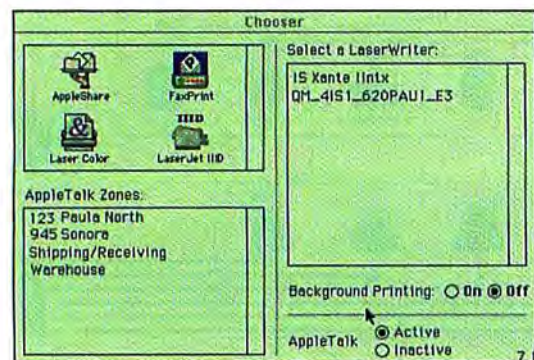 Chooser
AppleShare
FaxPrint
Laser Color
LaserJet IIID
IIID
AppleTalk Zones:
123 Paula North
945 Sonora
Shipping/Receiving
Warehouse
Select a LaserWriter:
IS Xante IIntx
QM_4IS1_620PAU1_E3
Background Printing: On Off
AppleTalk
Active
Inactive
7.